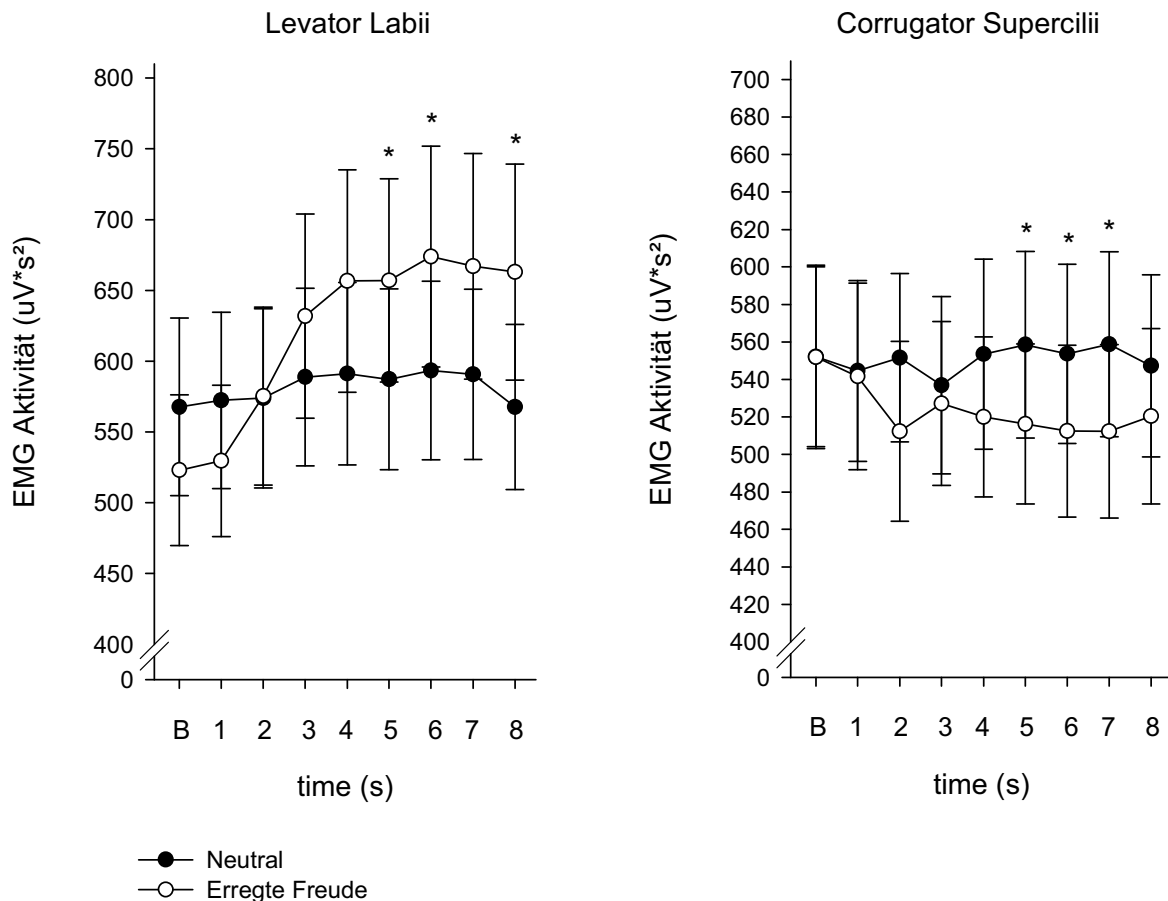 Levator Labii
EMG Aktivität (uV*s²)
800
750
700
650
600
550
500
450
400
0
* * *
B 1 2 3 4 5 6 7 8
time (s)
Corrugator Supercilii
EMG Aktivität (uV*s²)
700
680
660
640
620
600
580
560
540
520
500
480
460
440
420
400
0
* * *
B 1 2 3 4 5 6 7 8
time (s)
Neutral
Erregte Freude